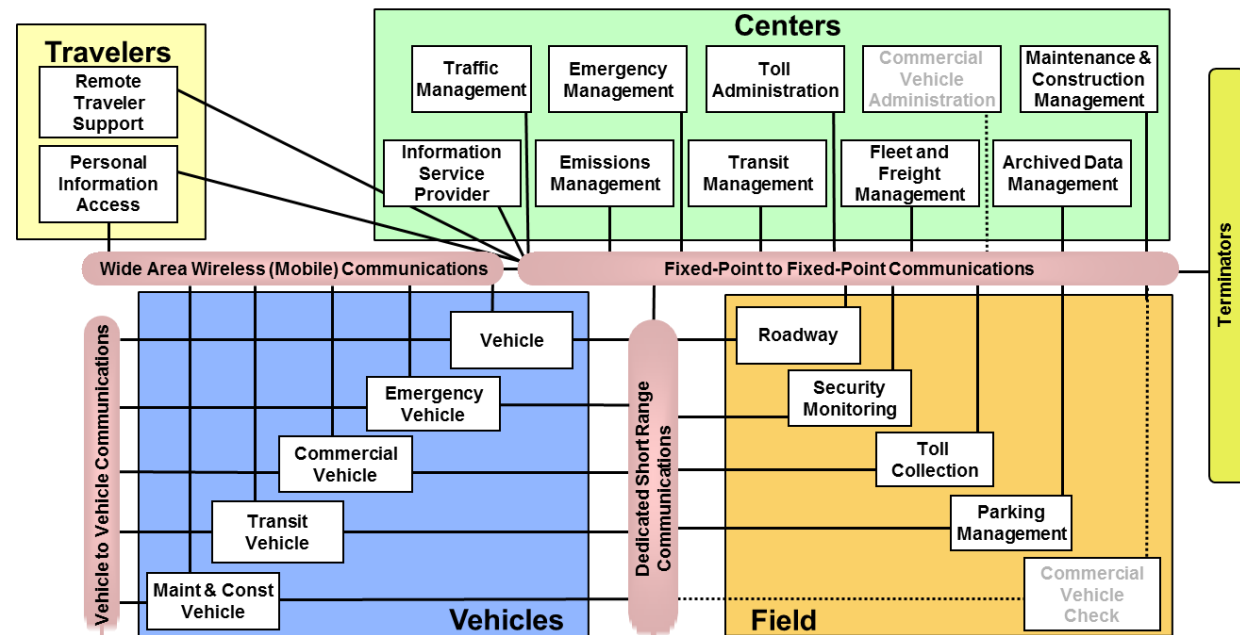 Travelers
Remote
Traveler
Support
Personal
Information
Access
Centers
Traffic
Management
Emergency
Management
Toll
Administration
Commercial
Vehicle
Administration
Maintenance &
Construction
Management
Information
Service
Provider
Emissions
Management
Transit
Management
Fleet and
Freight
Management
Archived Data
Management
Wide Area Wireless (Mobile) Communications
Fixed-Point to Fixed-Point Communications
Terminators
Vehicle to Vehicle Communications
Vehicle
Emergency
Vehicle
Commercial
Vehicle
Transit
Vehicle
Maint & Const
Vehicle
Vehicles
Dedicated Short Range
Communications
Roadway
Security
Monitoring
Toll
Collection
Parking
Management
Commercial
Vehicle
Check
Field